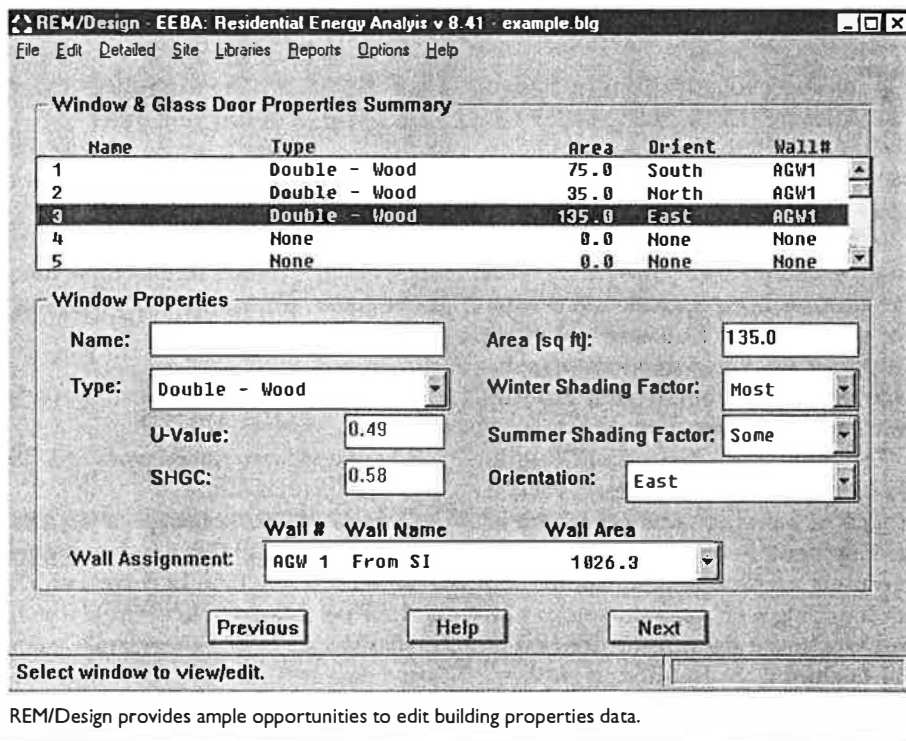 REM/Design - EEBA: Residential Energy Analyis v 8.41 - example.blg
File Edit Detailed Site Libraries Reports Options Help
Window & Glass Door Properties Summary
Name Type Area Orient Wall#
1 Double - Wood 75.0 South AGW1
2 Double - Wood 35.0 North AGW1
3 Double - Wood 135.0 East AGW1
4 None 0.0 None None
5 None 0.0 None None
Window Properties
Name: Area (sq ft): 135.0
Type: Double - Wood Winter Shading Factor: Most
U-Value: 0.49 Summer Shading Factor: Some
SHGC: 0.58 Orientation: East
Wall # Wall Name Wall Area
Wall Assignment: AGW 1 From SI 1026.3
Previous Help Next
Select window to view/edit.
REM/Design provides ample opportunities to edit building properties data.